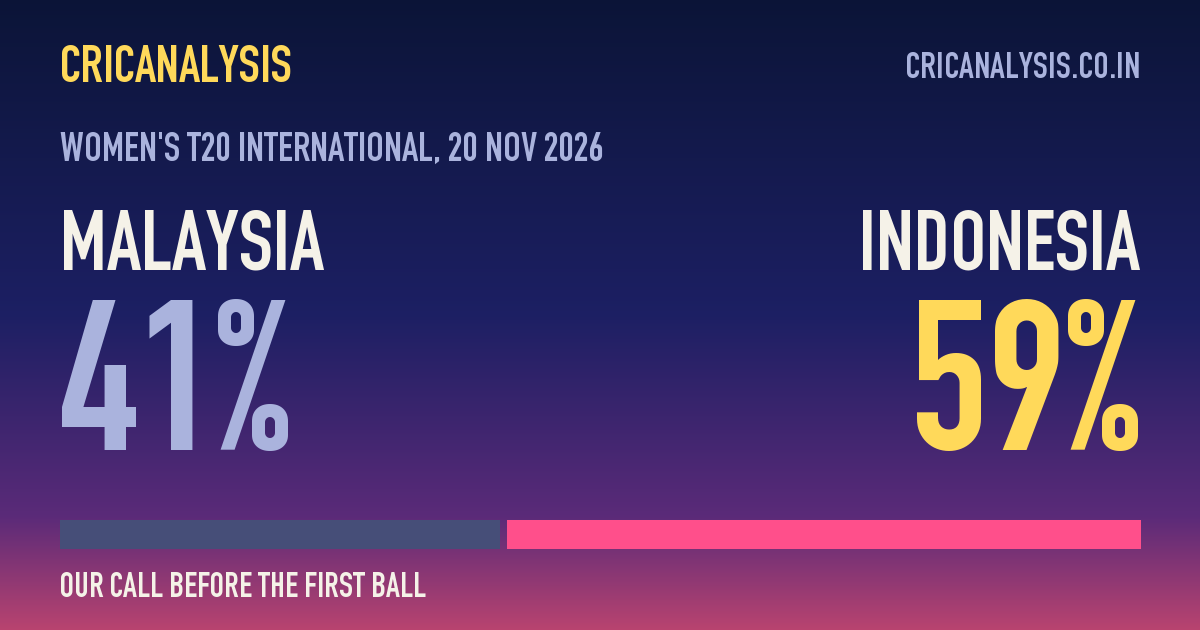 CRICANALYSIS
CRICANALYSIS.CO.IN
WOMEN'S T20 INTERNATIONAL, 20 NOV 2026
MALAYSIA
INDONESIA
41%
59%
OUR CALL BEFORE THE FIRST BALL